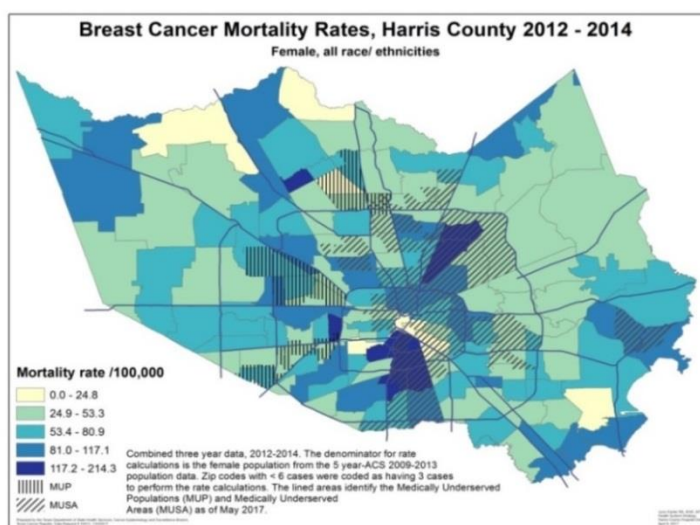 Breast Cancer Mortality Rates, Harris County 2012 - 2014
Female, all race/ ethnicities
Mortality rate /100,000
0.0 - 24.8
24.9 - 53.3
53.4 - 80.9
81.0 - 117.1
117.2 - 214.3
MUP
MUSA
Combined three year data, 2012-2014. The denominator for rate
calculations is the female population from the 5 year-ACS 2009-2013
population data. Zip codes with < 6 cases were coded as having 3 cases
to perform the rate calculations. The lined areas identify the Medically Underserved
Populations (MUP) and Medically Underserved
Areas (MUSA) as of May 2017.